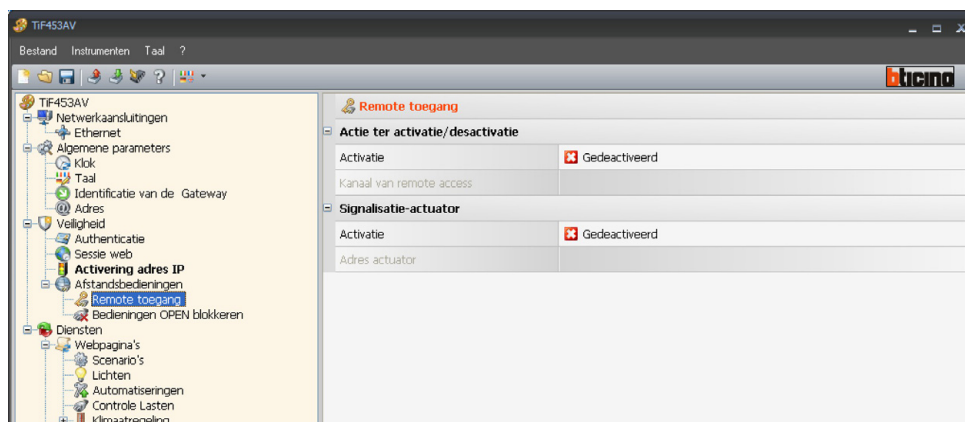 TiF453AV
Bestand Instrumenten Taal ?
bticino
TiF453AV
Netwerkaansluitingen
Ethernet
Algemene parameters
Klok
Taal
Identificatie van de Gateway
Adres
Veiligheid
Authenticatie
Sessie web
Activering adres IP
Afstandsbedieningen
Remote toegang
Bedieningen OPEN blokkeren
Diensten
Webpagina's
Scenario's
Lichten
Automatiseringen
Controle Lasten
Klimaatregeling
Remote toegang
Actie ter activatie/desactivatie
Activatie Gedeactiveerd
Kanaal van remote access
Signalisatie-actuator
Activatie Gedeactiveerd
Adres actuator